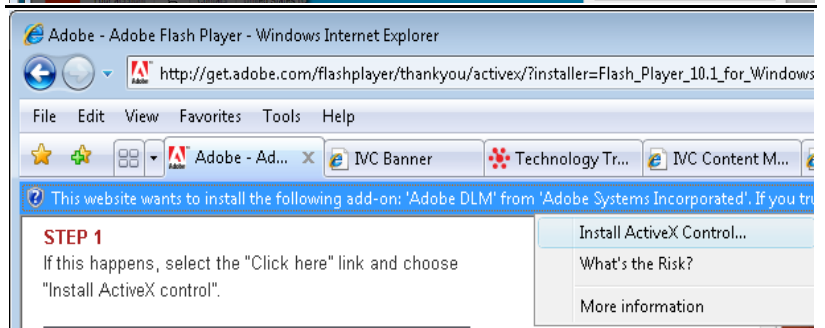 Adobe - Adobe Flash Player - Windows Internet Explorer
http://get.adobe.com/flashplayer/thankyou/activex/?installer=Flash_Player_10.1_for_Windows
File Edit View Favorites Tools Help
Adobe - Ad... X IVC Banner Technology Tr... IVC Content M...
This website wants to install the following add-on: 'Adobe DLM' from 'Adobe Systems Incorporated'. If you tru
Install ActiveX Control...
What's the Risk?
More information
STEP 1
If this happens, select the "Click here" link and choose
"Install ActiveX control".